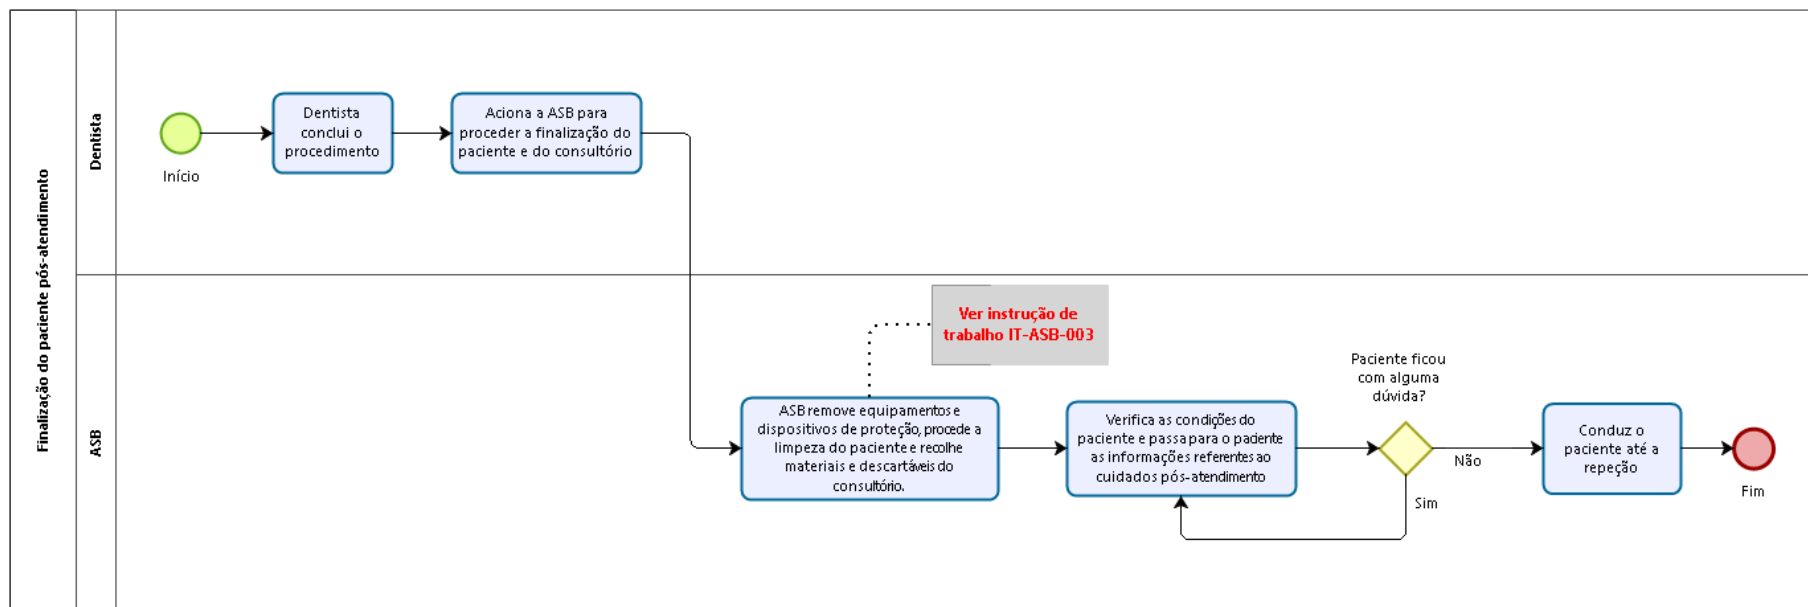 Finalização do paciente pós-atendimento
Dentista
Início
Dentista
conclui o
procedimento
Aciona a ASB para
proceder a finalização do
paciente e do consultório
ASB
Ver instrução de
trabalho IT-ASB-003
ASB remove equipamentos e
dispositivos de proteção, procede a
limpeza do paciente e recolhe
materiais e descartáveis do
consultório.
Verifica as condições do
paciente e passa para o paciente
as informações referentes ao
cuidados pós-atendimento
Paciente ficou
com alguma
dúvida?
Não
Sim
Conduz o
paciente até a
repeção
Fim